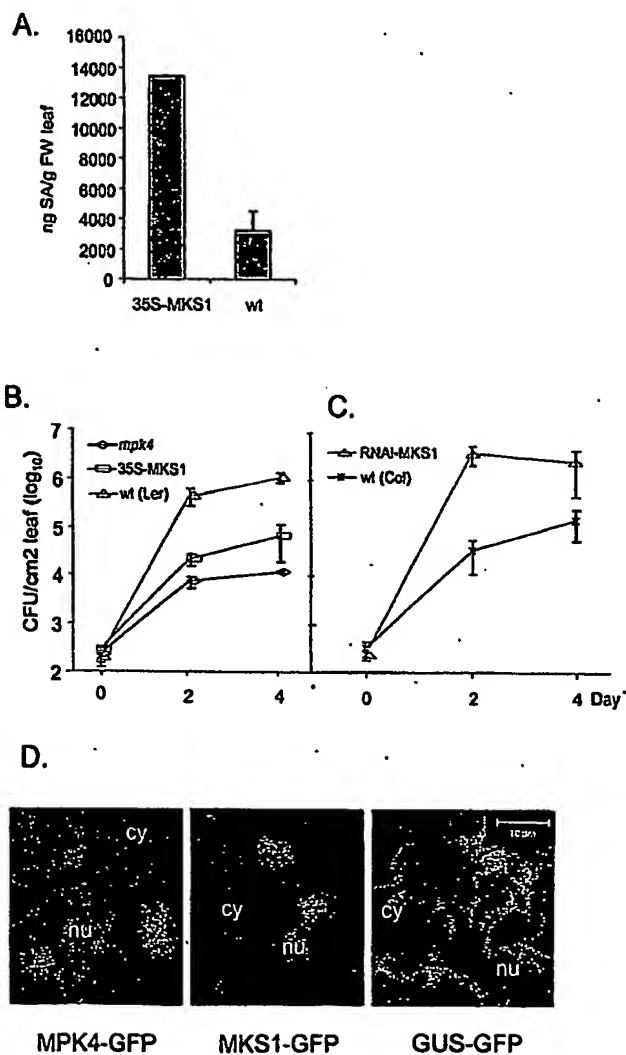 A.
16000
14000
12000
10000
8000
6000
4000
2000
0
ng SA/g FW leaf
35S-MKS1 wt
B.
7
6
5
4
3
2
CFU/cm2 leaf (log10)
mpk4
35S-MKS1
wt (Ler)
0 2 4
C.
RNAi-MKS1
wt (Col)
0 2 4 Day
D.
cy
nu
cy
nu
10 µm
cy
nu
MPK4-GFP MKS1-GFP GUS-GFP